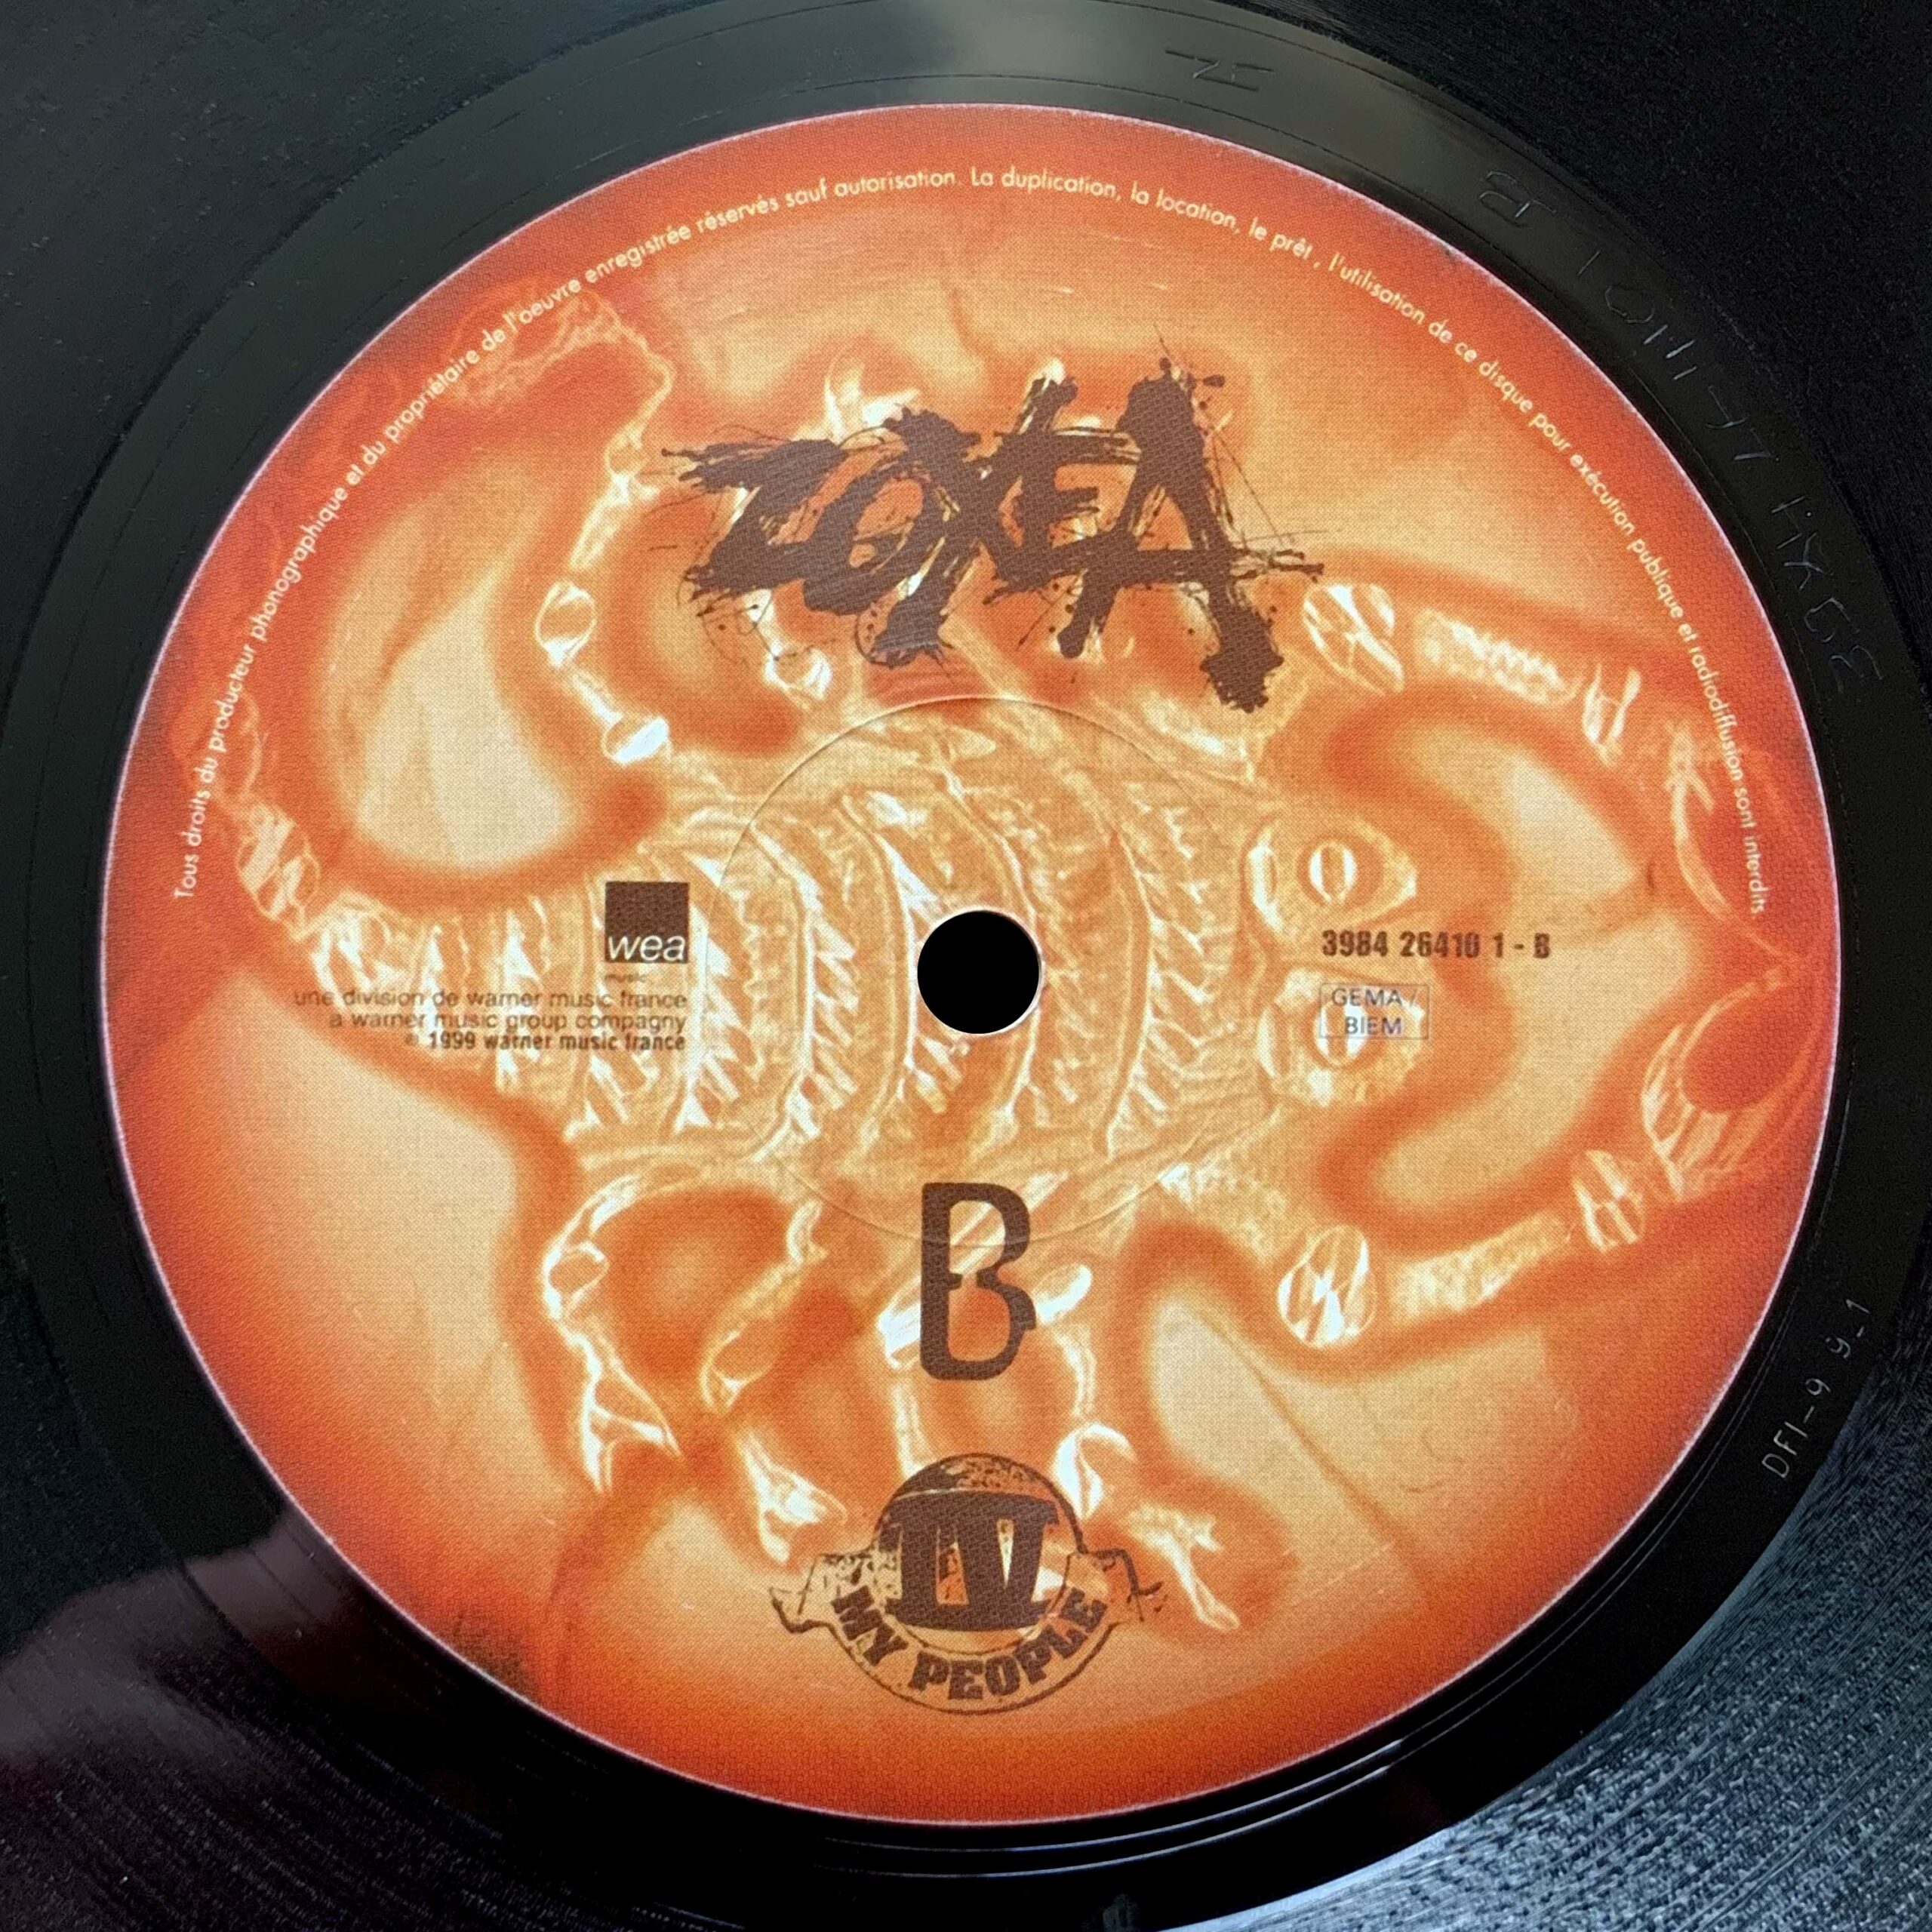 Tous droits du producteur phonographique et du propriétaire de l'oeuvre enregistrée réservés sauf autorisation. La duplication, la location, le prêt , l'utilisation de ce disque pour exécution publique et radiodiffusion sont interdits.
ZOXEA
wea
music
une division de warner music france
a warner music group compagny
℗ 1999 warner music france
3984 26410 1 - B
GEMA /
BIEM
B
IV
MY PEOPLE
DF1-9 9-1